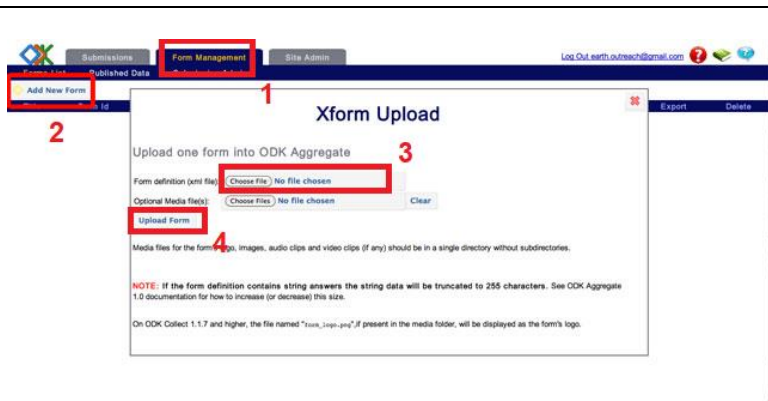 Submissions Form Management Site Admin Log Out earth.outreach@gmail.com
Forms List Published Data
Add New Form
1
Xform Upload
Export Delete
2
Upload one form into ODK Aggregate
3
Form definition (xml file): Choose File No file chosen
Optional Media file(s): Choose Files No file chosen Clear
Upload Form
4
Media files for the form's logo, images, audio clips and video clips (if any) should be in a single directory without subdirectories.
NOTE: If the form definition contains string answers the string data will be truncated to 255 characters. See ODK Aggregate
1.0 documentation for how to increase (or decrease) this size.
On ODK Collect 1.1.7 and higher, the file named "form_logo.png",if present in the media folder, will be displayed as the form's logo.